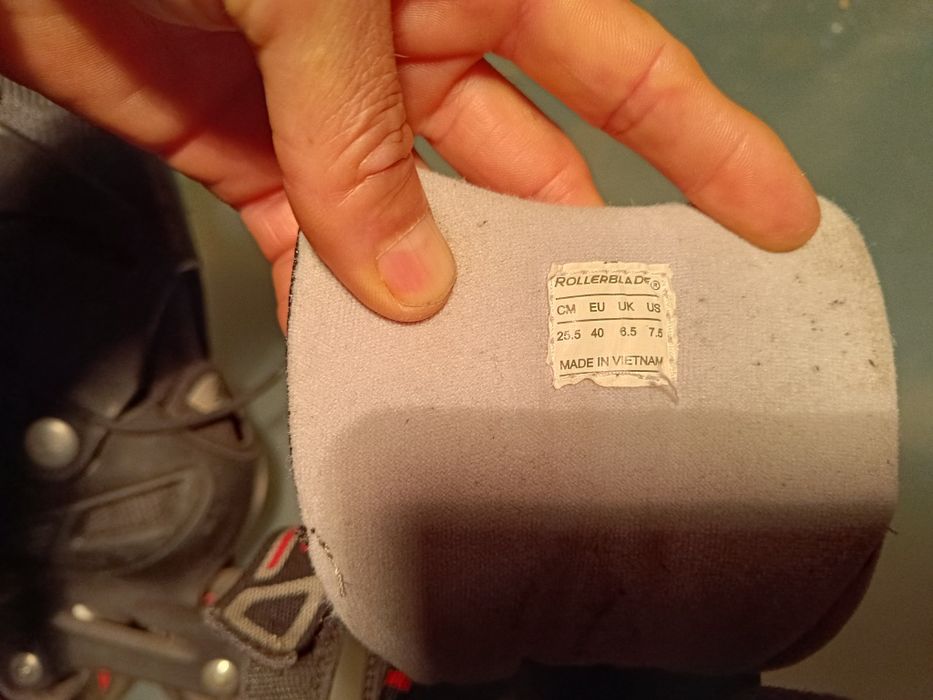 ROLLERBLADE®
CM EU UK US
25.5 40 6.5 7.5
MADE IN VIETNAM